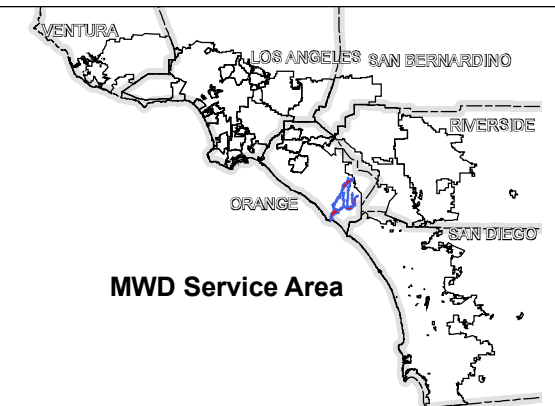 VENTURA
LOS ANGELES
SAN BERNARDINO
RIVERSIDE
ORANGE
SAN DIEGO
MWD Service Area